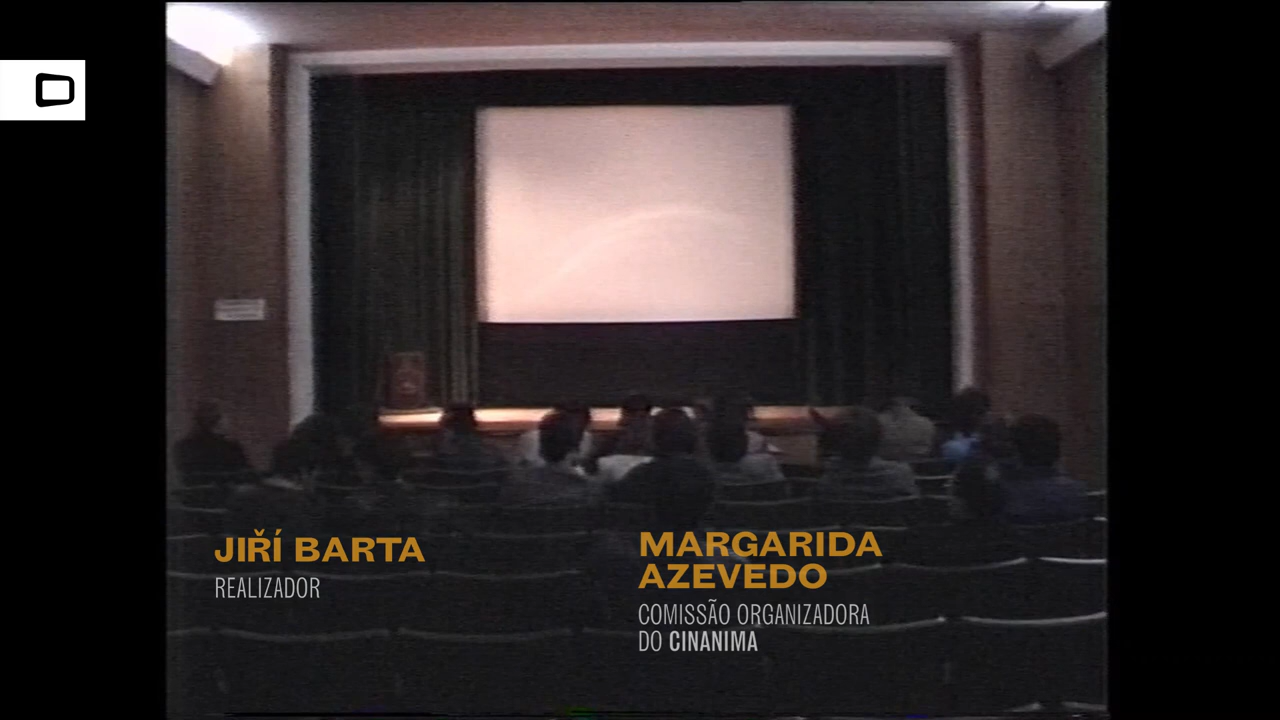 JIŘÍ BARTA
REALIZADOR
MARGARIDA
AZEVEDO
COMISSÃO ORGANIZADORA
DO CINANIMA